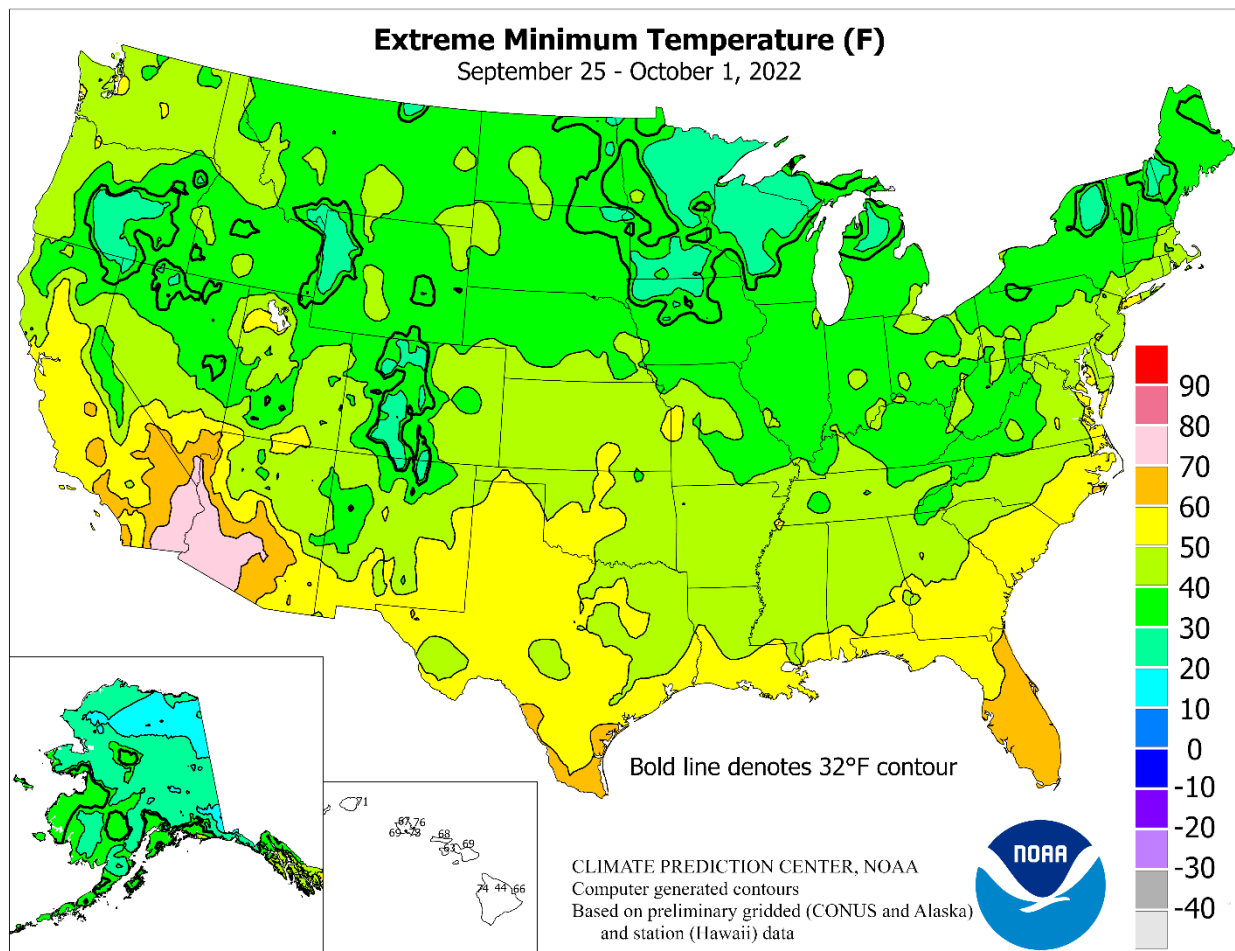 Extreme Minimum Temperature (F)
September 25 - October 1, 2022
90
80
70
60
50
40
30
20
10
0
-10
-20
-30
-40
Bold line denotes 32°F contour
71
76
69
68
69
74 44 66
CLIMATE PREDICTION CENTER, NOAA
Computer generated contours
Based on preliminary gridded (CONUS and Alaska)
and station (Hawaii) data
NOAA